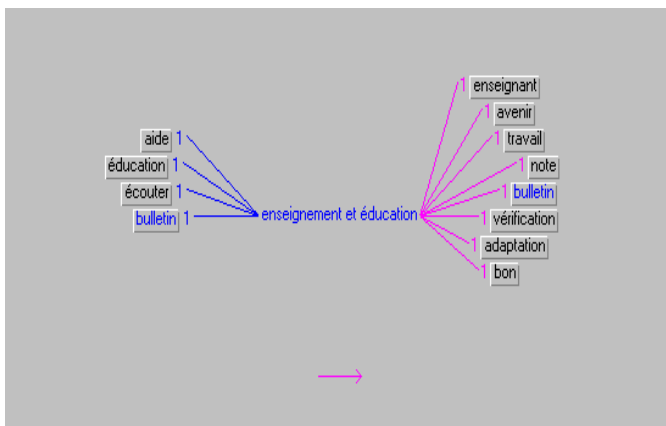 1 enseignant
1 avenir
aide 1
1 travail
éducation 1
1 note
écouter 1
1 bulletin
bulletin 1
enseignement et éducation
1 vérification
1 adaptation
1 bon